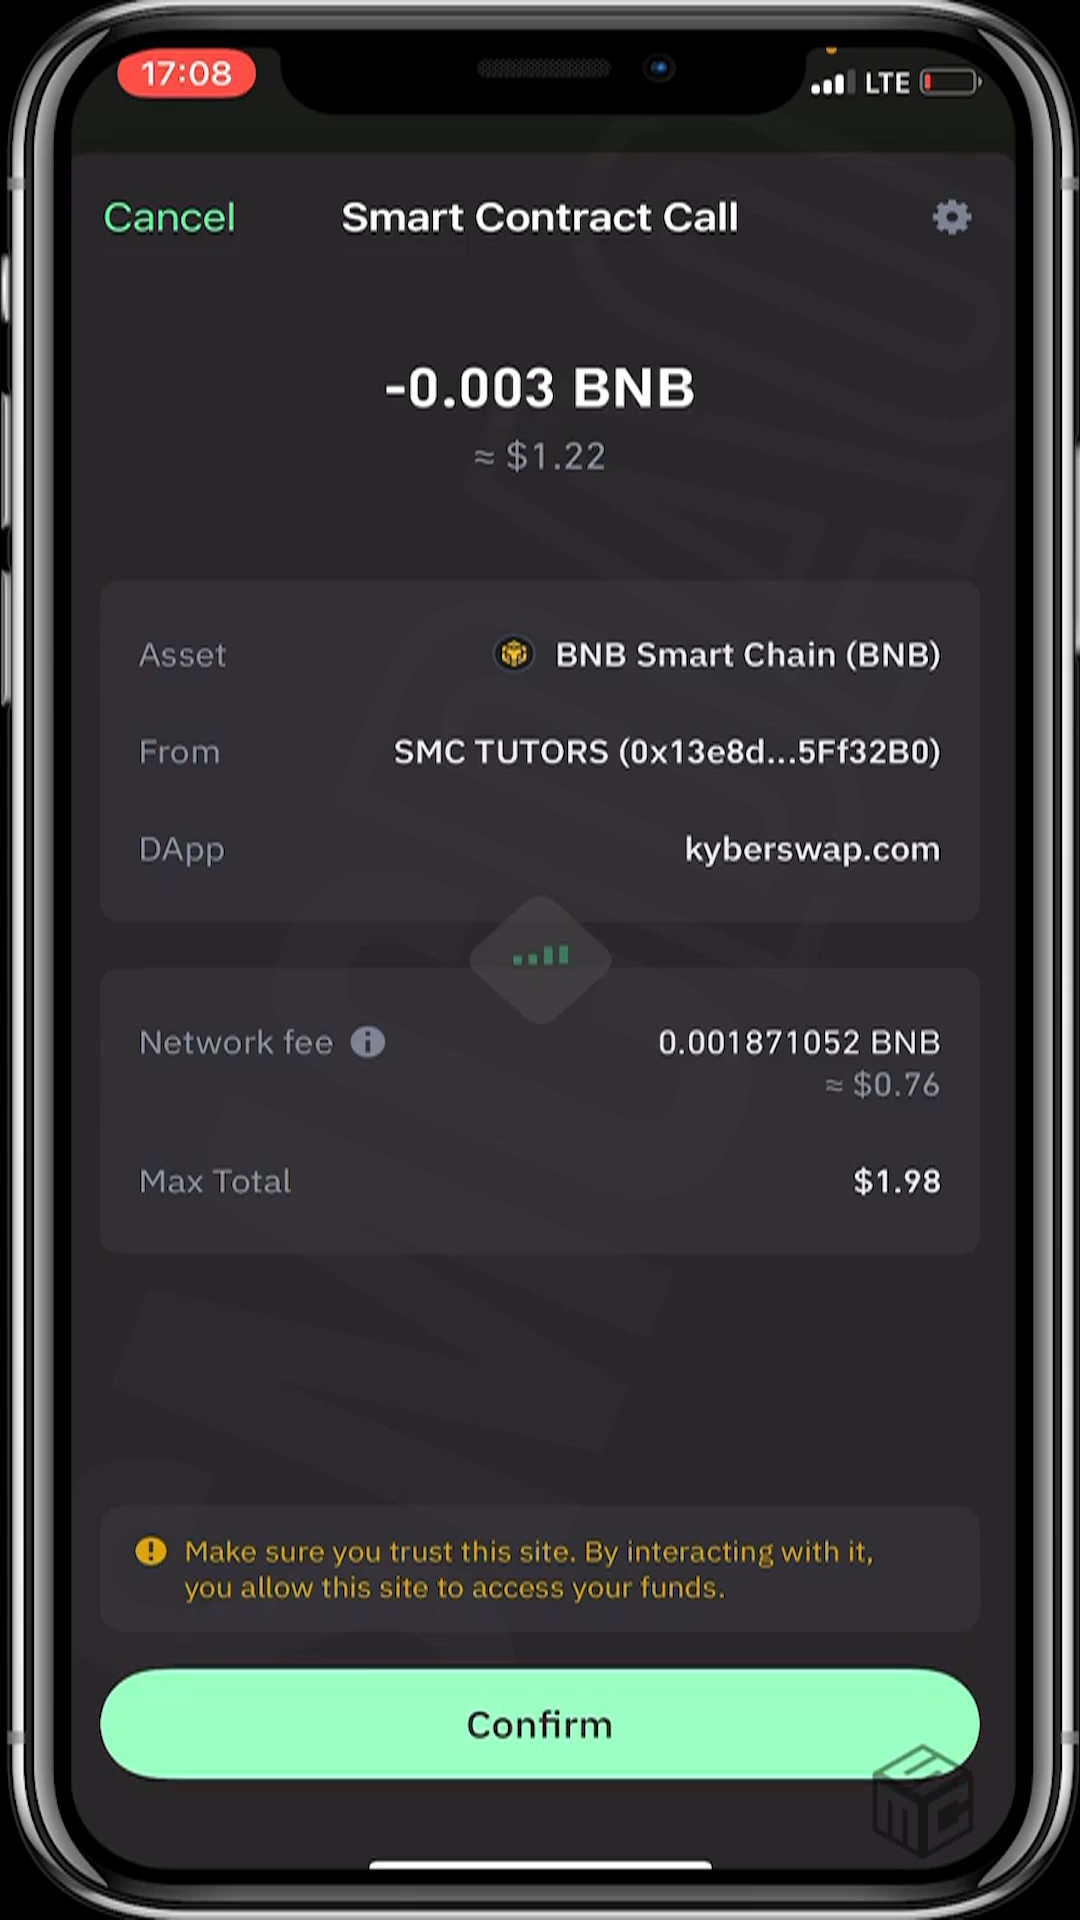 17:08
LTE
Cancel
Smart Contract Call
-0.003 BNB
≈ $1.22
Asset
BNB Smart Chain (BNB)
From
SMC TUTORS (0x13e8d...5Ff32B0)
DApp
kyberswap.com
Network fee
0.001871052 BNB
≈ $0.76
Max Total
$1.98
Make sure you trust this site. By interacting with it,
you allow this site to access your funds.
Confirm